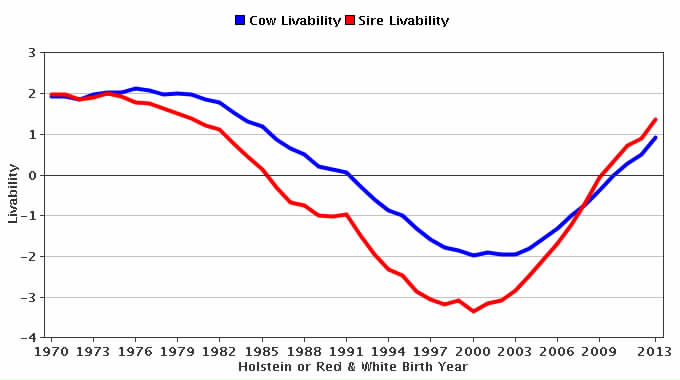 Cow Livability Sire Livability
3
2
1
0
-1
-2
-3
-4
Livability
1970 1973 1976 1979 1982 1985 1988 1991 1994 1997 2000 2003 2006 2009 2013
Holstein or Red & White Birth Year